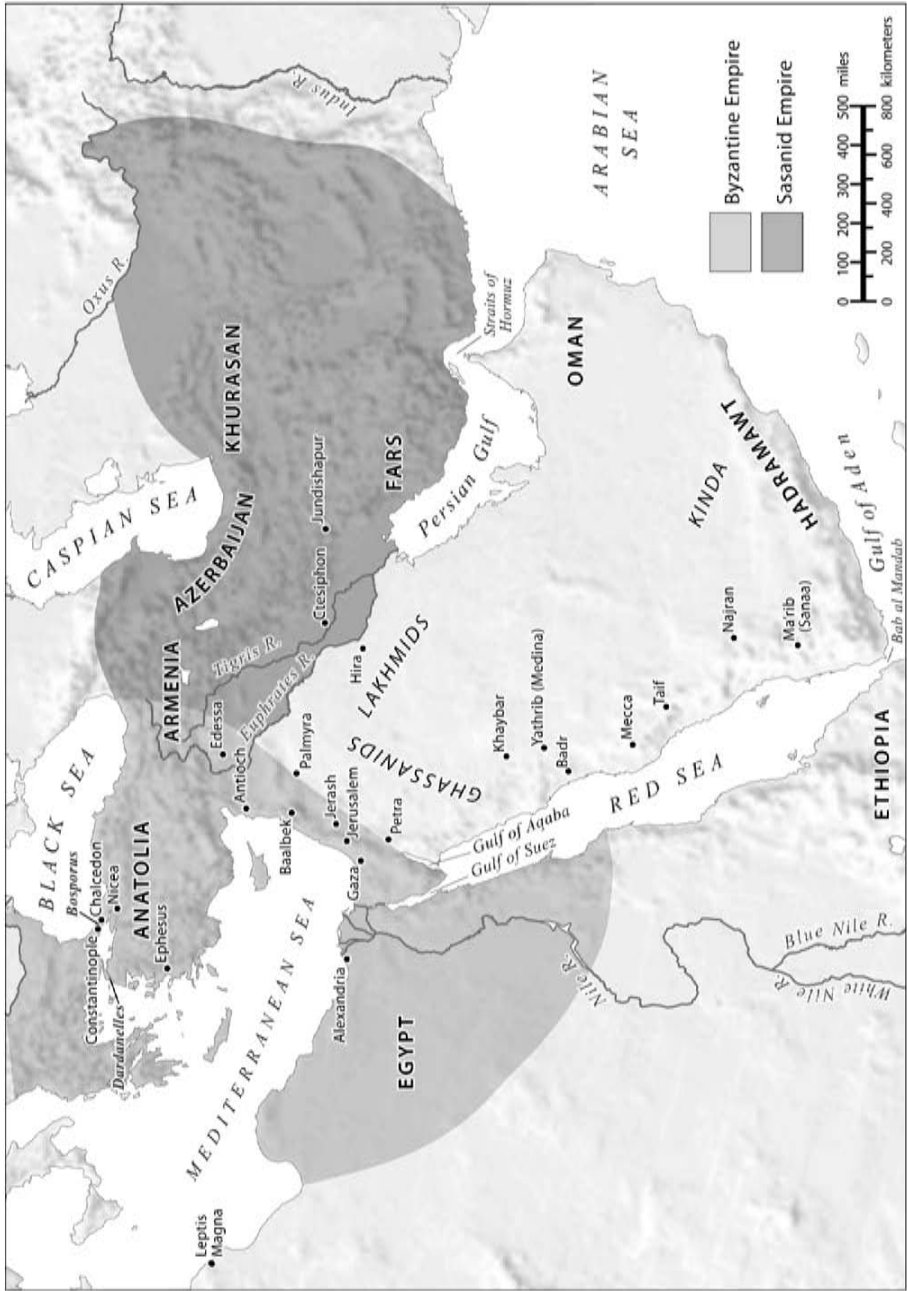 CASPIAN SEA
Oxus R.
Indus R.
BLACK SEA
Bosporus
Constantinople
Chalcedon
Nicea
Dardanelles
ANATOLIA
Ephesus
ARMENIA
AZERBAIJAN
KHURASAN
Edessa
Tigris R.
Antioch
Euphrates R.
Ctesiphon
Jundishapur
FARS
MEDITERRANEAN SEA
Leptis
Magna
Baalbek
Palmyra
Jerash
Jerusalem
Gaza
Petra
Hira
LAKHMIDS
GHASSANIDS
Persian Gulf
Straits of
Hormuz
Alexandria
EGYPT
Gulf of Aqaba
Gulf of Suez
Nile R.
Khaybar
Yathrib (Medina)
Badr
OMAN
ARABIAN
SEA
RED SEA
Mecca
Taif
KINDA
Najran
HADRAMAWT
Ma'rib
(Sanaa)
Gulf of Aden
Bab al Mandab
ETHIOPIA
Blue Nile R.
White Nile R.
Byzantine Empire
Sasanid Empire
0 100 200 300 400 500 miles
0 200 400 600 800 kilometers